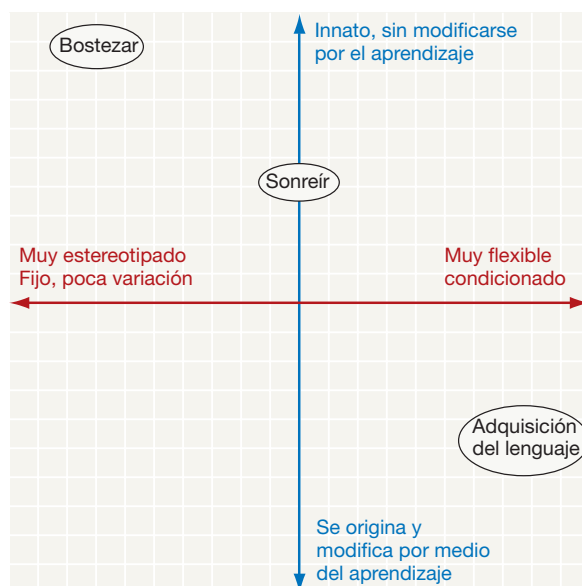 Bostezar
Innato, sin modificarse
por el aprendizaje
Sonreír
Muy estereotipado
Fijo, poca variación
Muy flexible
condicionado
Adquisición
del lenguaje
Se origina y
modifica por medio
del aprendizaje